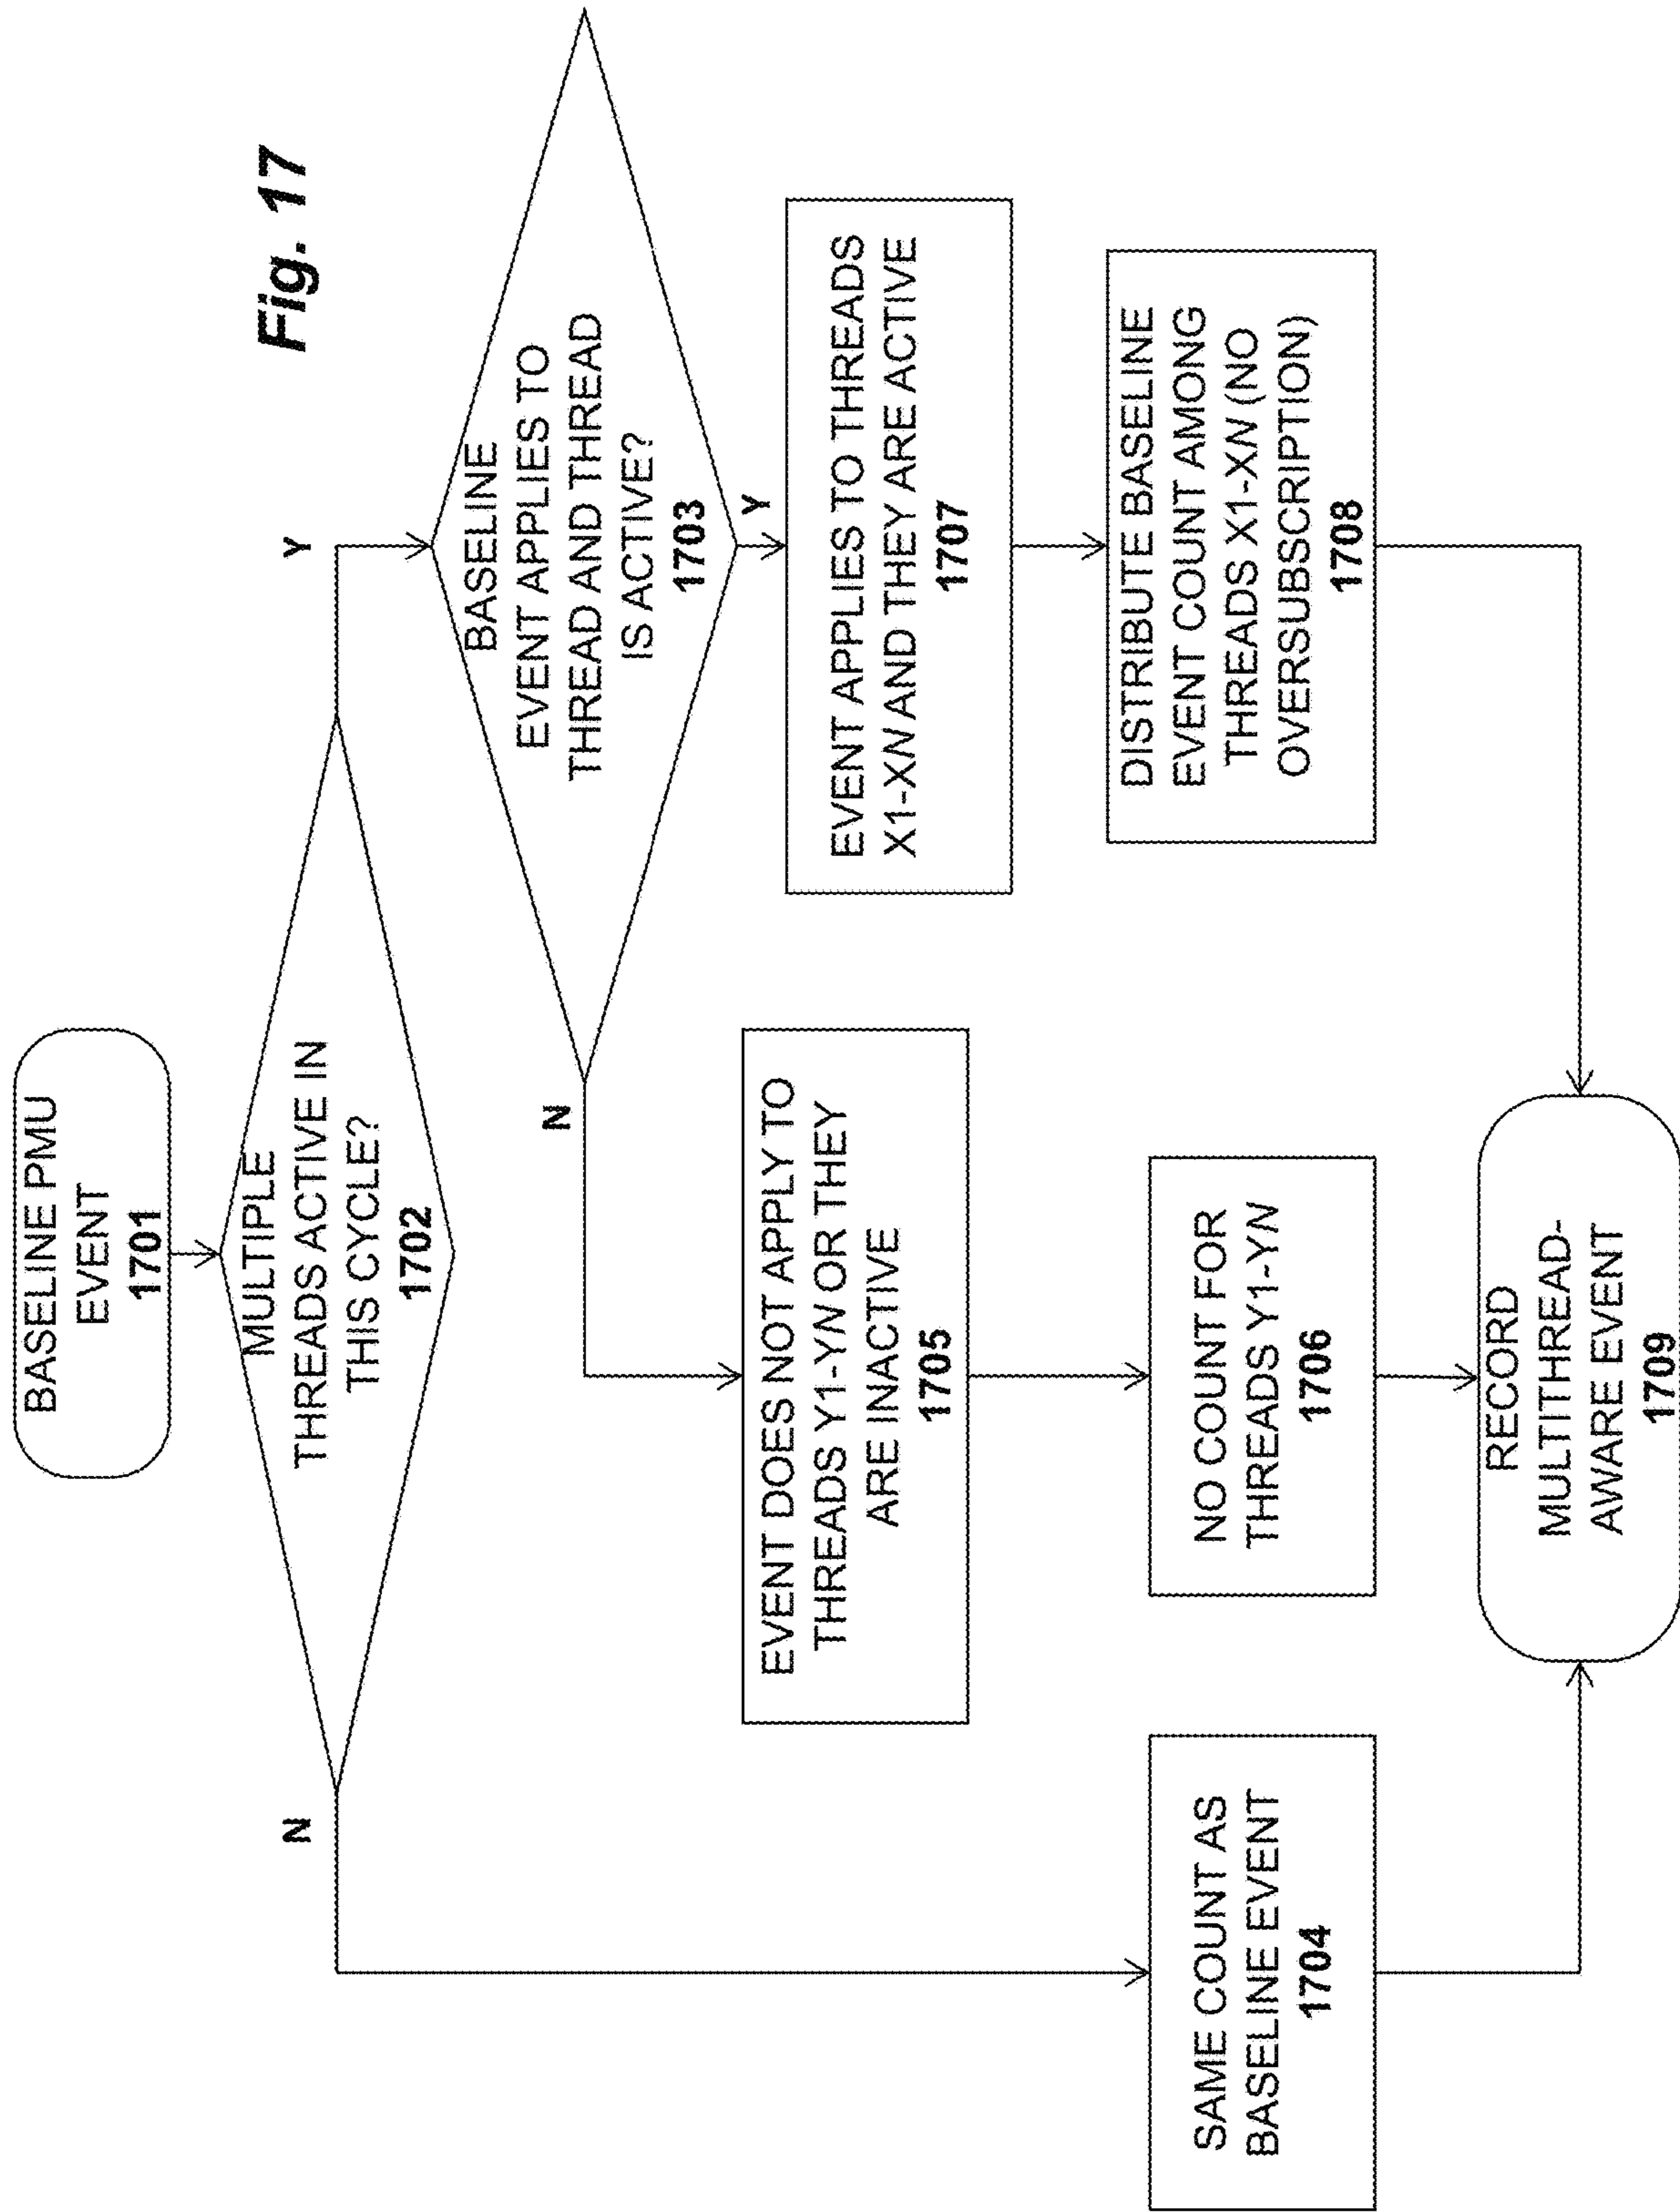 Fig. 17
BASELINE PMU
EVENT
1701
MULTIPLE
THREADS ACTIVE IN
THIS CYCLE?
1702
N
Y
BASELINE
EVENT APPLIES TO
THREAD AND THREAD
IS ACTIVE?
1703
N
Y
EVENT DOES NOT APPLY TO
THREADS Y1-YN OR THEY
ARE INACTIVE
1705
EVENT APPLIES TO THREADS
X1-XN AND THEY ARE ACTIVE
1707
SAME COUNT AS
BASELINE EVENT
1704
NO COUNT FOR
THREADS Y1-YN
1706
DISTRIBUTE BASELINE
EVENT COUNT AMONG
THREADS X1-XN (NO
OVERSUBSCRIPTION)
1708
RECORD
MULTITHREAD-
AWARE EVENT
1709